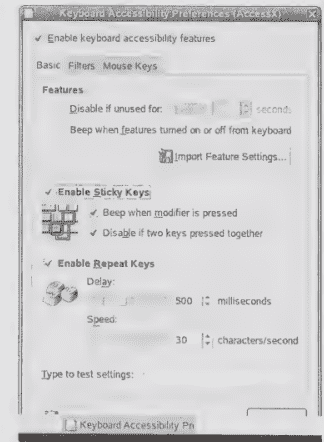 Keyboard Accessibility Preferences (AccessX)
Enable keyboard accessibility features
Basic Filters Mouse Keys
Features
Disable if unused for: seconds
Beep when features turned on or off from keyboard
Import Feature Settings...
Enable Sticky Keys
Beep when modifier is pressed
Disable if two keys pressed together
Enable Repeat Keys
Delay:
500 milliseconds
Speed:
30 characters/second
Type to test settings:
Keyboard Accessibility Pr